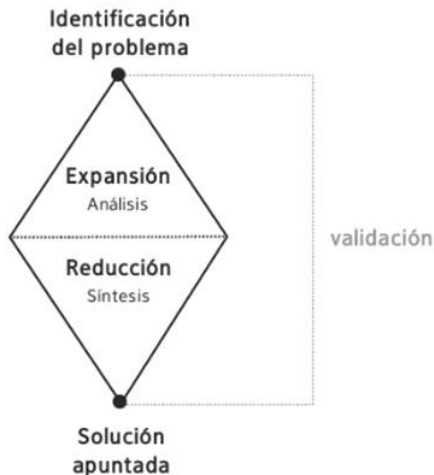 Identificación
del problema
Expansión
Análisis
validación
Reducción
Síntesis
Solución
apuntada